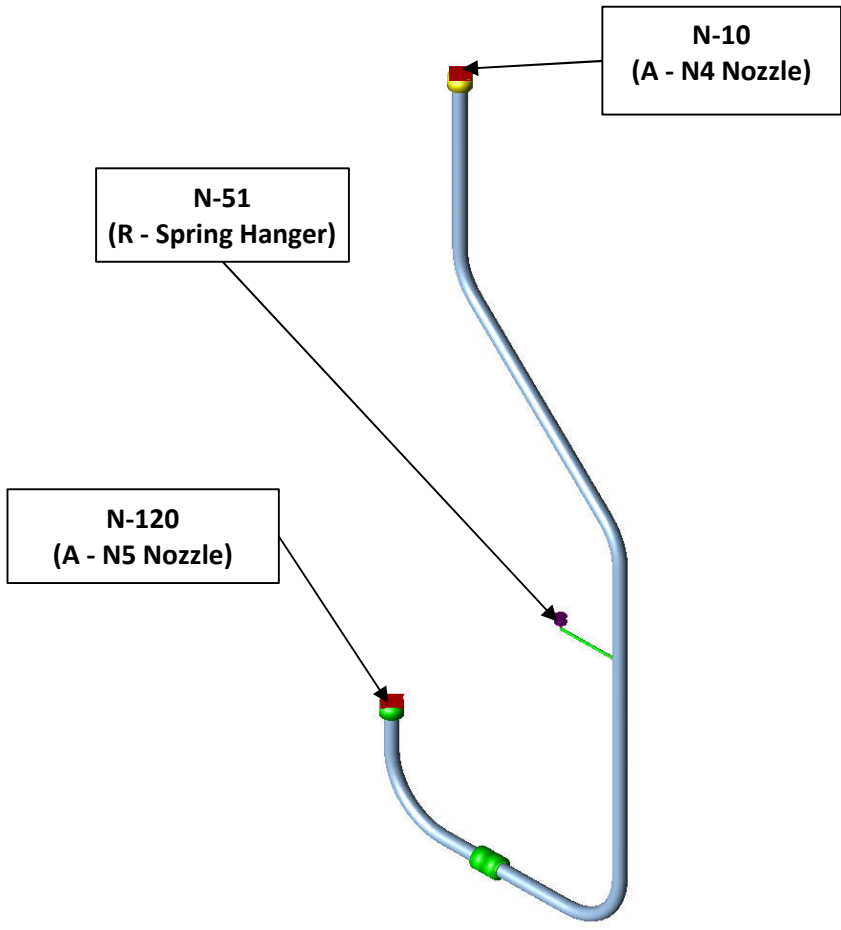 N-10
(A - N4 Nozzle)
N-51
(R - Spring Hanger)
N-120
(A - N5 Nozzle)